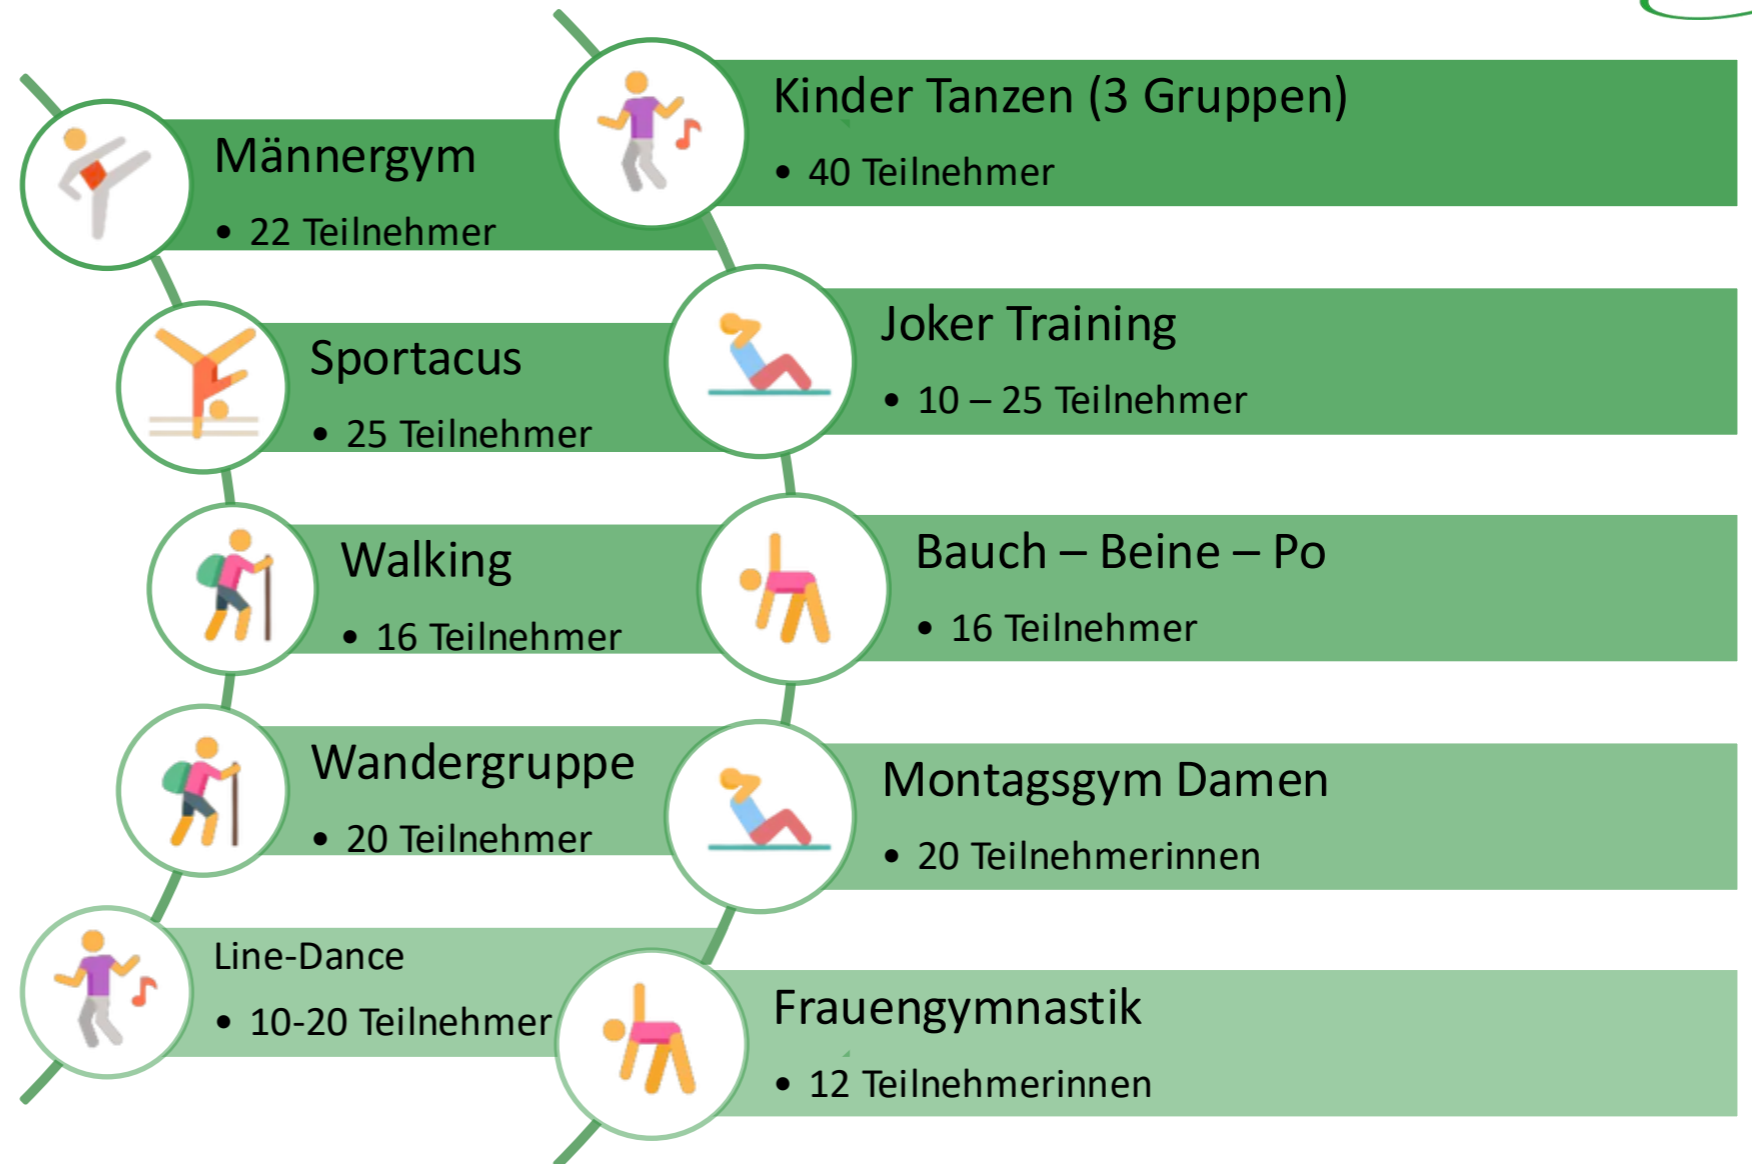 Männergym
• 22 Teilnehmer
Sportacus
• 25 Teilnehmer
Walking
• 16 Teilnehmer
Wandergruppe
• 20 Teilnehmer
Line-Dance
• 10-20 Teilnehmer
Kinder Tanzen (3 Gruppen)
• 40 Teilnehmer
Joker Training
• 10 – 25 Teilnehmer
Bauch – Beine – Po
• 16 Teilnehmer
Montagsgym Damen
• 20 Teilnehmerinnen
Frauengymnastik
• 12 Teilnehmerinnen